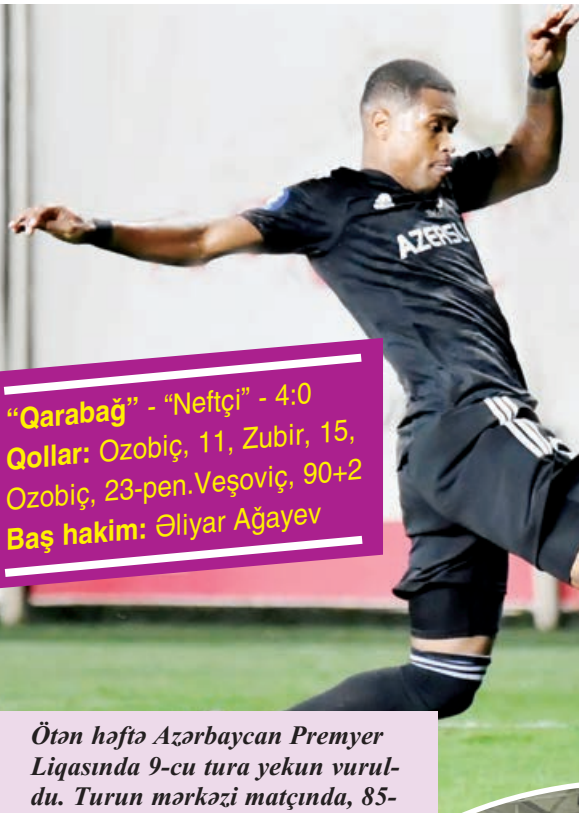 AZERSU
“Qarabağ” - “Neftçi” - 4:0
Qollar: Ozobiç, 11, Zubir, 15,
Ozobiç, 23-pen.Veşoviç, 90+2
Baş hakim: Əliyar Ağayev
Ötən həftə Azərbaycan Premyer
Liqasında 9-cu tura yekun vurul-
du. Turun mərkəzi matçında, 85-